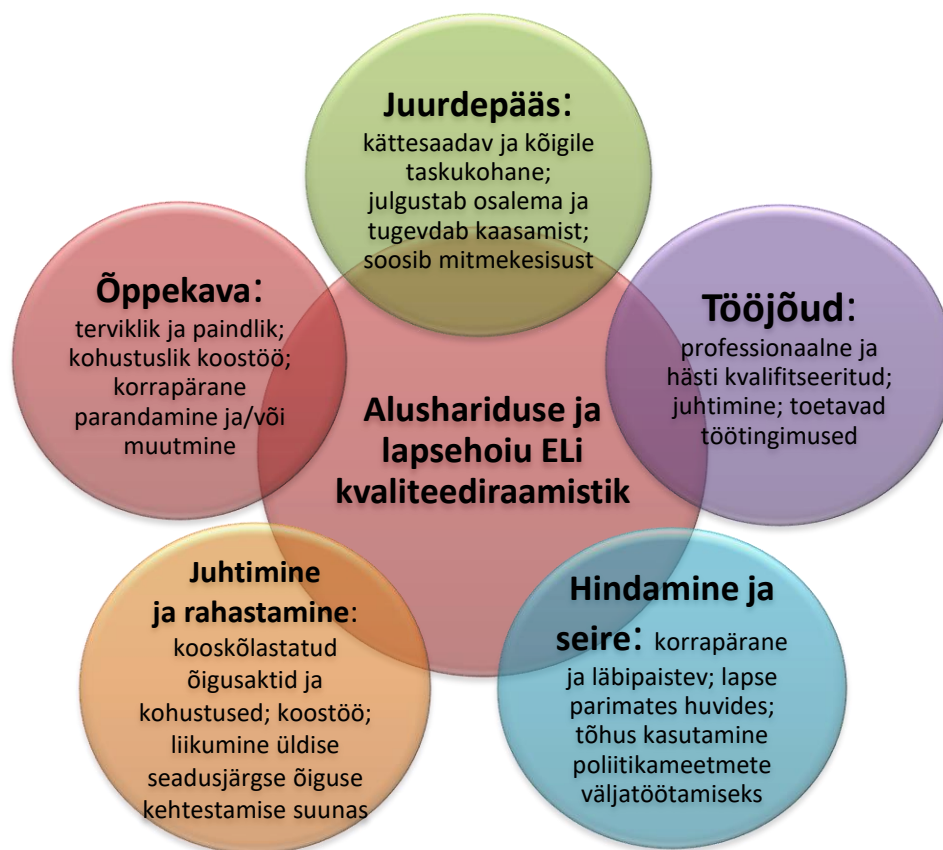 Juurdepääs:
kättesaadav ja kõigile
taskukohane;
julgustab osalema ja
tugevdab kaasamist;
soosib mitmekesisust
Õppekava:
terviklik ja paindlik;
kohustuslik koostöö;
korrapärane
parandamine ja/või
muutmine
Tööjõud:
professionaalne ja
hästi kvalifitseeritud;
juhtimine; toetavad
töötingimused
Alushariduse ja
lapsehoiu ELi
kvaliteediraamistik
Juhtimine
ja rahastamine:
kooskõlastatud
õigusaktid ja
kohustused; koostöö;
liikumine üldise
seadusjärgse õiguse
kehtestamise suunas
Hindamine ja
seire: korrapärane
ja läbipaistev; lapse
parimates huvides;
tõhus kasutamine
poliitikameetmete
väljatöötamiseks